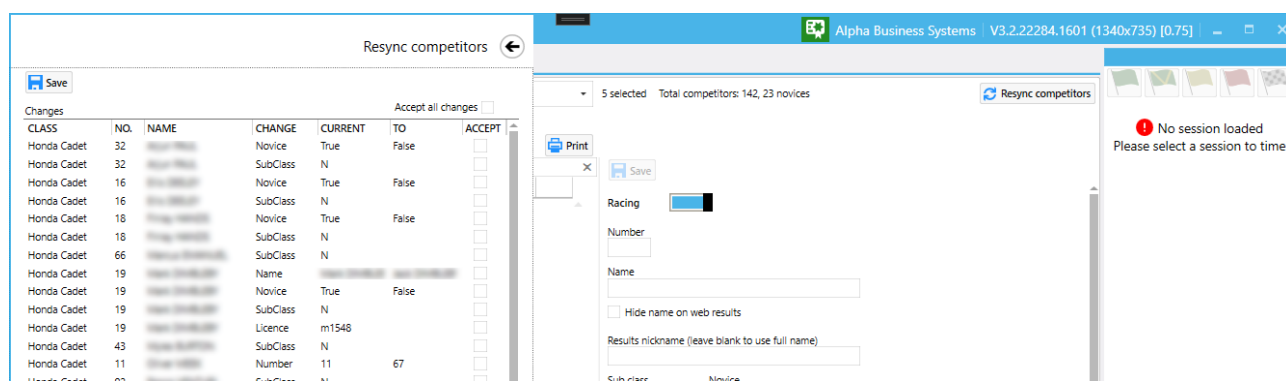 Resync competitors
Alpha Business Systems V3.2.22284.1601 (1340x735) [0.75]
Save
Changes Accept all changes
CLASS NO. NAME CHANGE CURRENT TO ACCEPT
Honda Cadet 32 Novice True False
Honda Cadet 32 SubClass N
Honda Cadet 16 Novice True False
Honda Cadet 16 SubClass N
Honda Cadet 18 Novice True False
Honda Cadet 18 SubClass N
Honda Cadet 66 SubClass N
Honda Cadet 19 Name
Honda Cadet 19 Novice True False
Honda Cadet 19 SubClass N
Honda Cadet 19 Licence m1548
Honda Cadet 43 SubClass N
Honda Cadet 11 Number 11 67
5 selected Total competitors: 142, 23 novices
Resync competitors
Print
Save
Racing
Number
Name
Hide name on web results
Results nickname (leave blank to use full name)
Sub class Novice
No session loaded
Please select a session to time